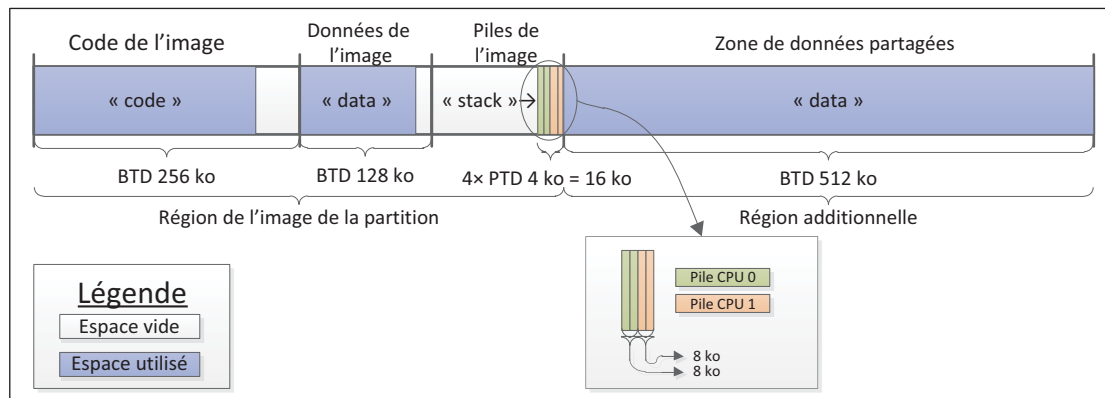 Code de l’image
Données de
l’image
Piles de
l’image
Zone de données partagées
« code »
« data »
« stack »→
« data »
BTD 256 ko
BTD 128 ko
4× PTD 4 ko = 16 ko
BTD 512 ko
Région de l’image de la partition
Région additionnelle
Légende
Espace vide
Espace utilisé
Pile CPU 0
Pile CPU 1
8 ko
8 ko